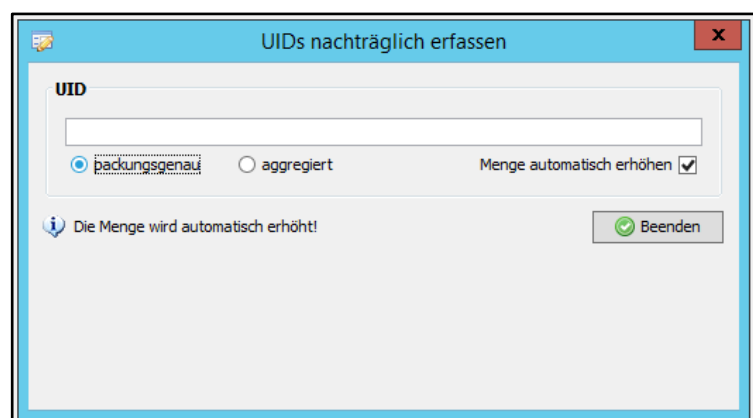 UIDs nachträglich erfassen
x
UID
packungsgenau aggregiert Menge automatisch erhöhen
Die Menge wird automatisch erhöht! Beenden